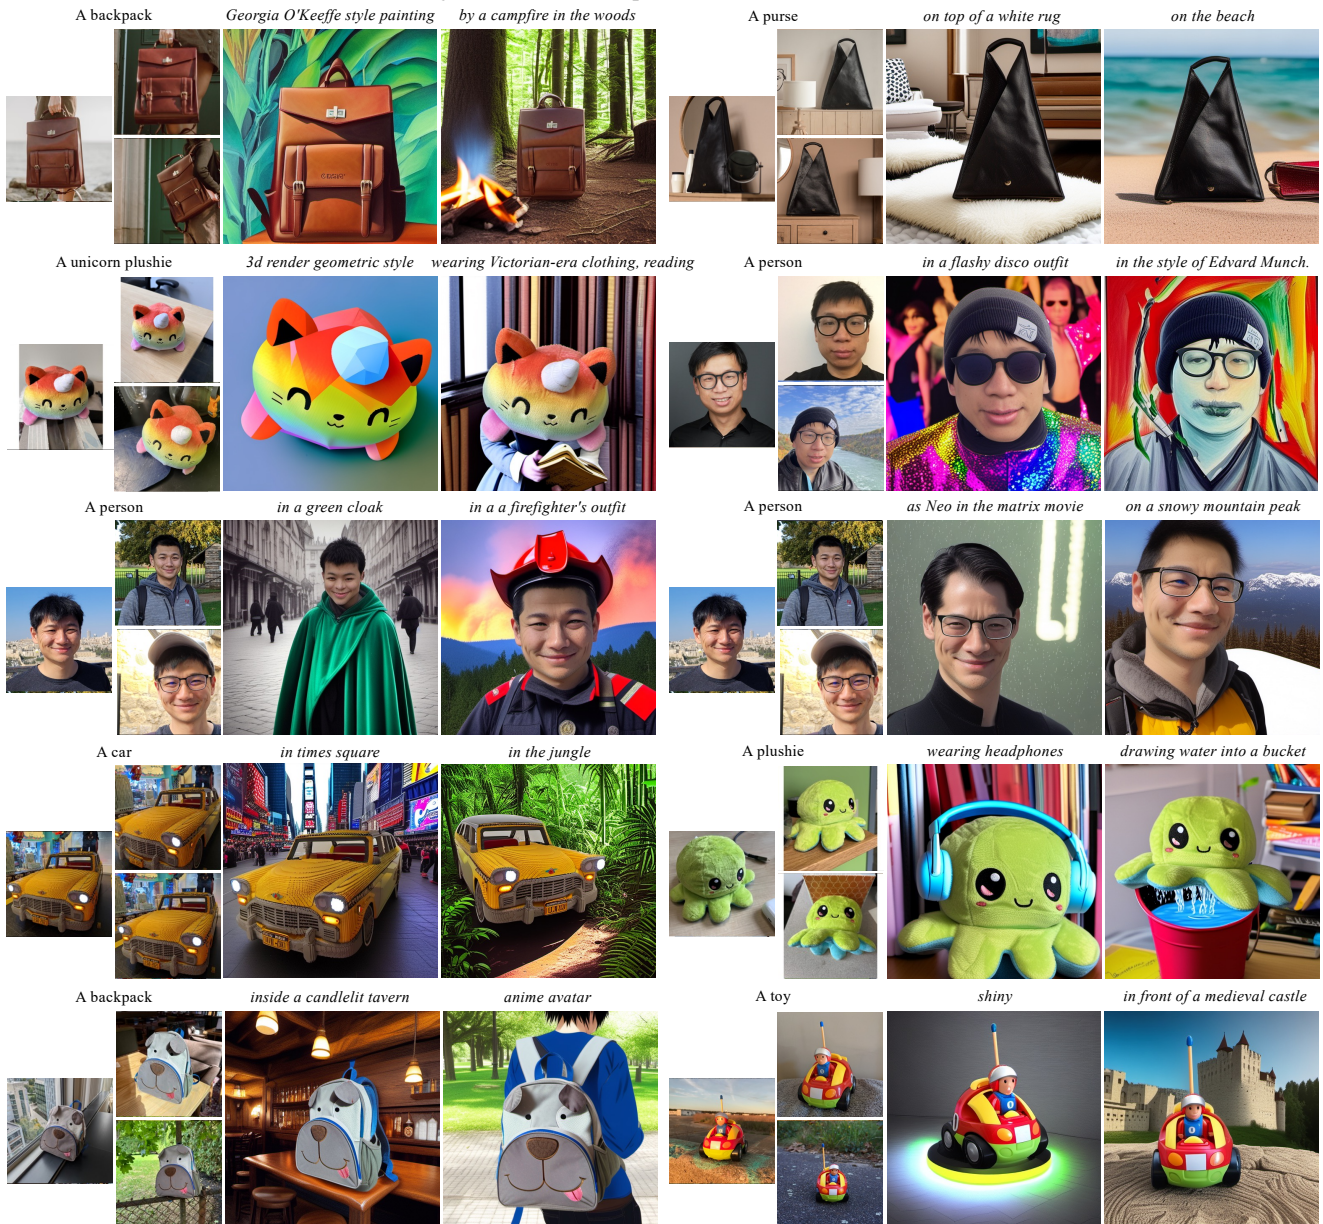 A backpack
Georgia O'Keeffe style painting
by a campfire in the woods
A purse
on top of a white rug
on the beach
A unicorn plushie
3d render geometric style
wearing Victorian-era clothing, reading
A person
in a flashy disco outfit
in the style of Edvard Munch.
A person
in a green cloak
in a a firefighter's outfit
A person
as Neo in the matrix movie
on a snowy mountain peak
A car
in times square
in the jungle
A plushie
wearing headphones
drawing water into a bucket
A backpack
inside a candlelit tavern
anime avatar
A toy
shiny
in front of a medieval castle